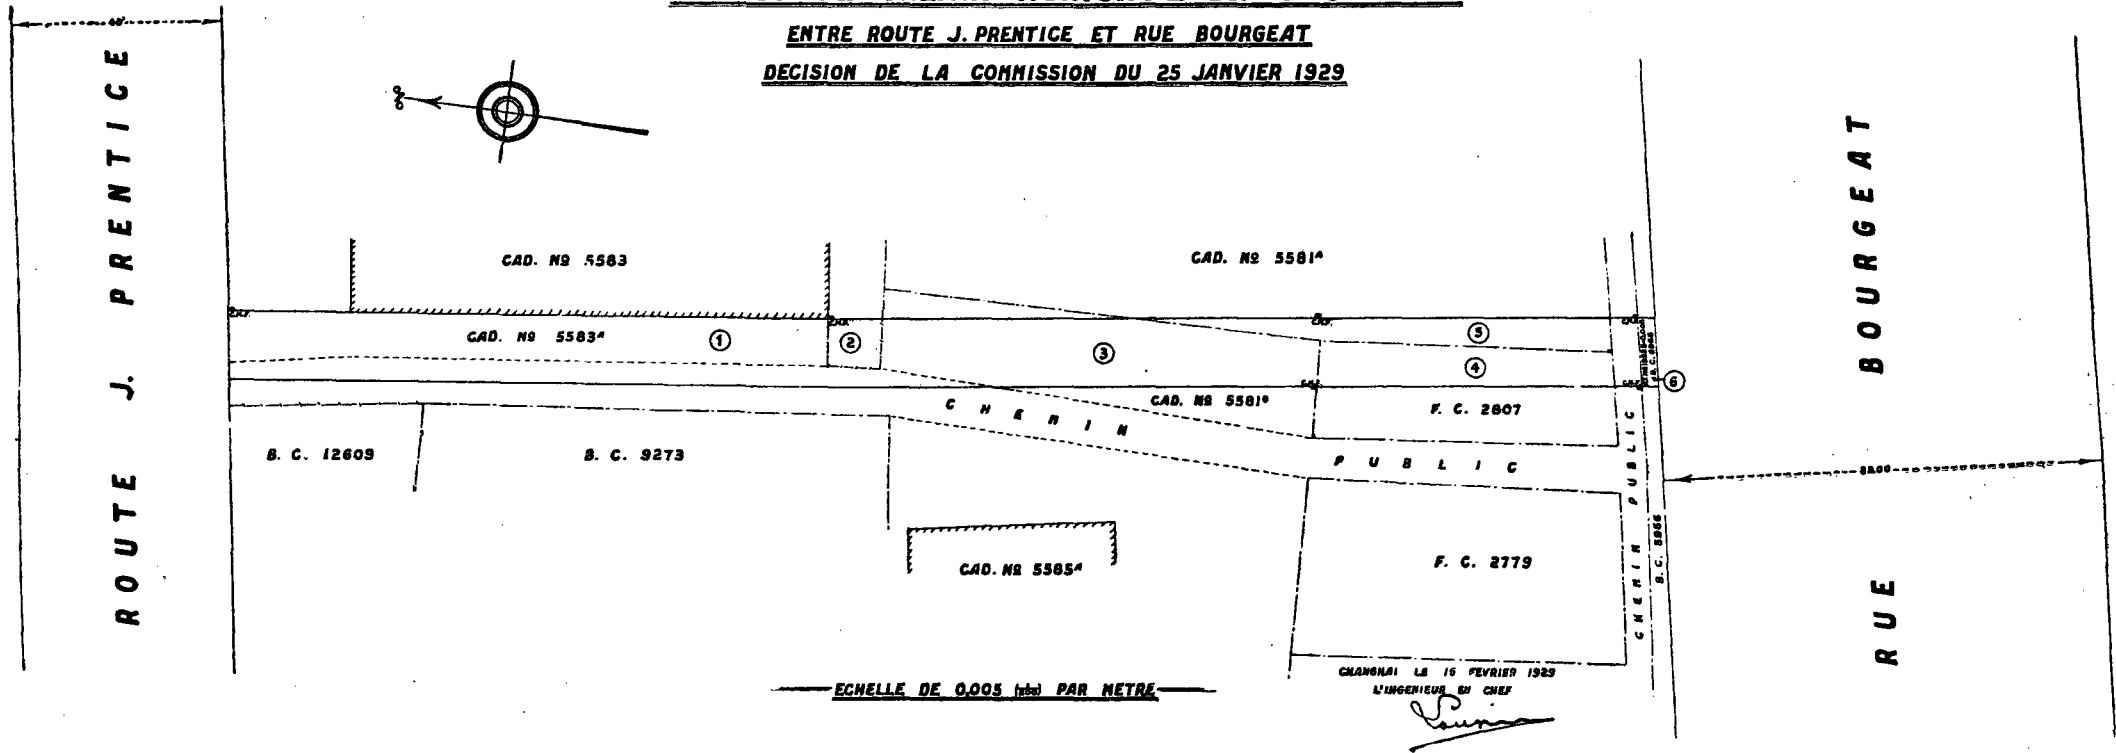 ENTRE ROUTE J. PRENTICE ET RUE BOURGEAT
DECISION DE LA COMMISSION DU 25 JANVIER 1929
ROUTE J. PRENTICE
RUE BOURGEAT
CAD. Nº 5583
CAD. Nº 5581ᴬ
CAD. Nº 5583ᴬ
1
2
3
5
4
6
CAD. Nº 5581ᴮ
F. C. 2807
CHEMIN PUBLIC
B. C. 12609
B. C. 9273
CHEMIN PUBLIC
CAD. Nº 5585ᴬ
F. C. 2779
CHANGHAI LE 16 FEVRIER 1929
L'INGENIEUR EN CHEF
ECHELLE DE 0,005 PAR METRE